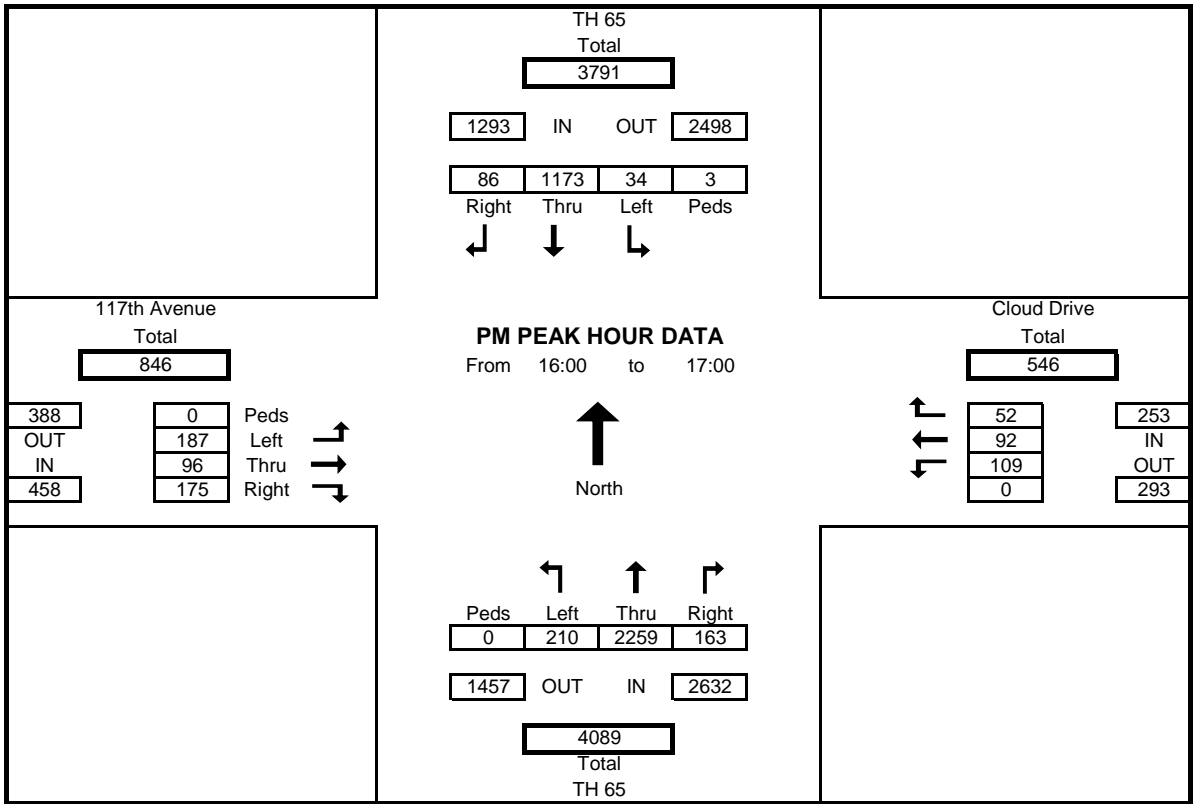 TH 65
Total
3791
1293 IN OUT 2498
86 1173 34 3
Right Thru Left Peds
117th Avenue
Total
846
388
OUT
IN
458
0 Peds
187 Left
96 Thru
175 Right
PM PEAK HOUR DATA
From 16:00 to 17:00
North
Cloud Drive
Total
546
52
92
109
0
253
IN
OUT
293
Peds Left Thru Right
0 210 2259 163
1457 OUT IN 2632
4089
Total
TH 65